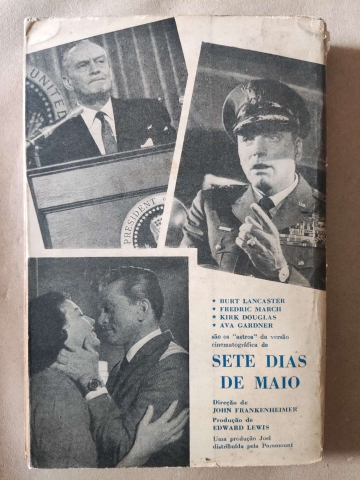 UNITED
PRESIDENT
• BURT LANCASTER
• FREDRIC MARCH
• KIRK DOUGLAS
• AVA GARDNER
são os "astros" da versão
cinematográfica de
SETE DIAS
DE MAIO
Direção de
JOHN FRANKENHEIMER
Produção de
EDWARD LEWIS
Uma produção Joel
distribuída pela Paramount